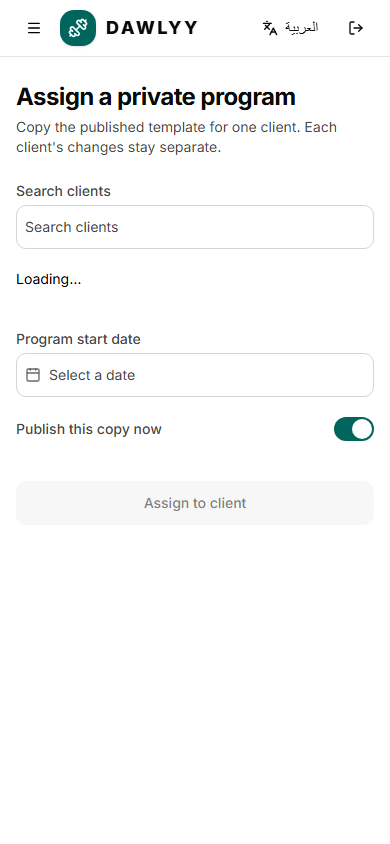 DAWLYY
العربية
Assign a private program
Copy the published template for one client. Each
client's changes stay separate.
Search clients
Search clients
Loading...
Program start date
Select a date
Publish this copy now
Assign to client